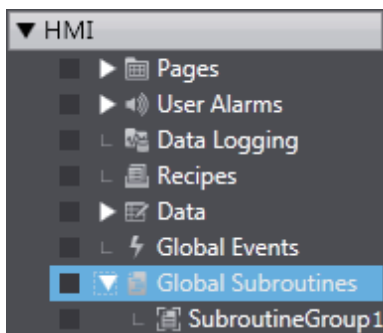 HMI
Pages
User Alarms
Data Logging
Recipes
Data
Global Events
Global Subroutines
SubroutineGroup1